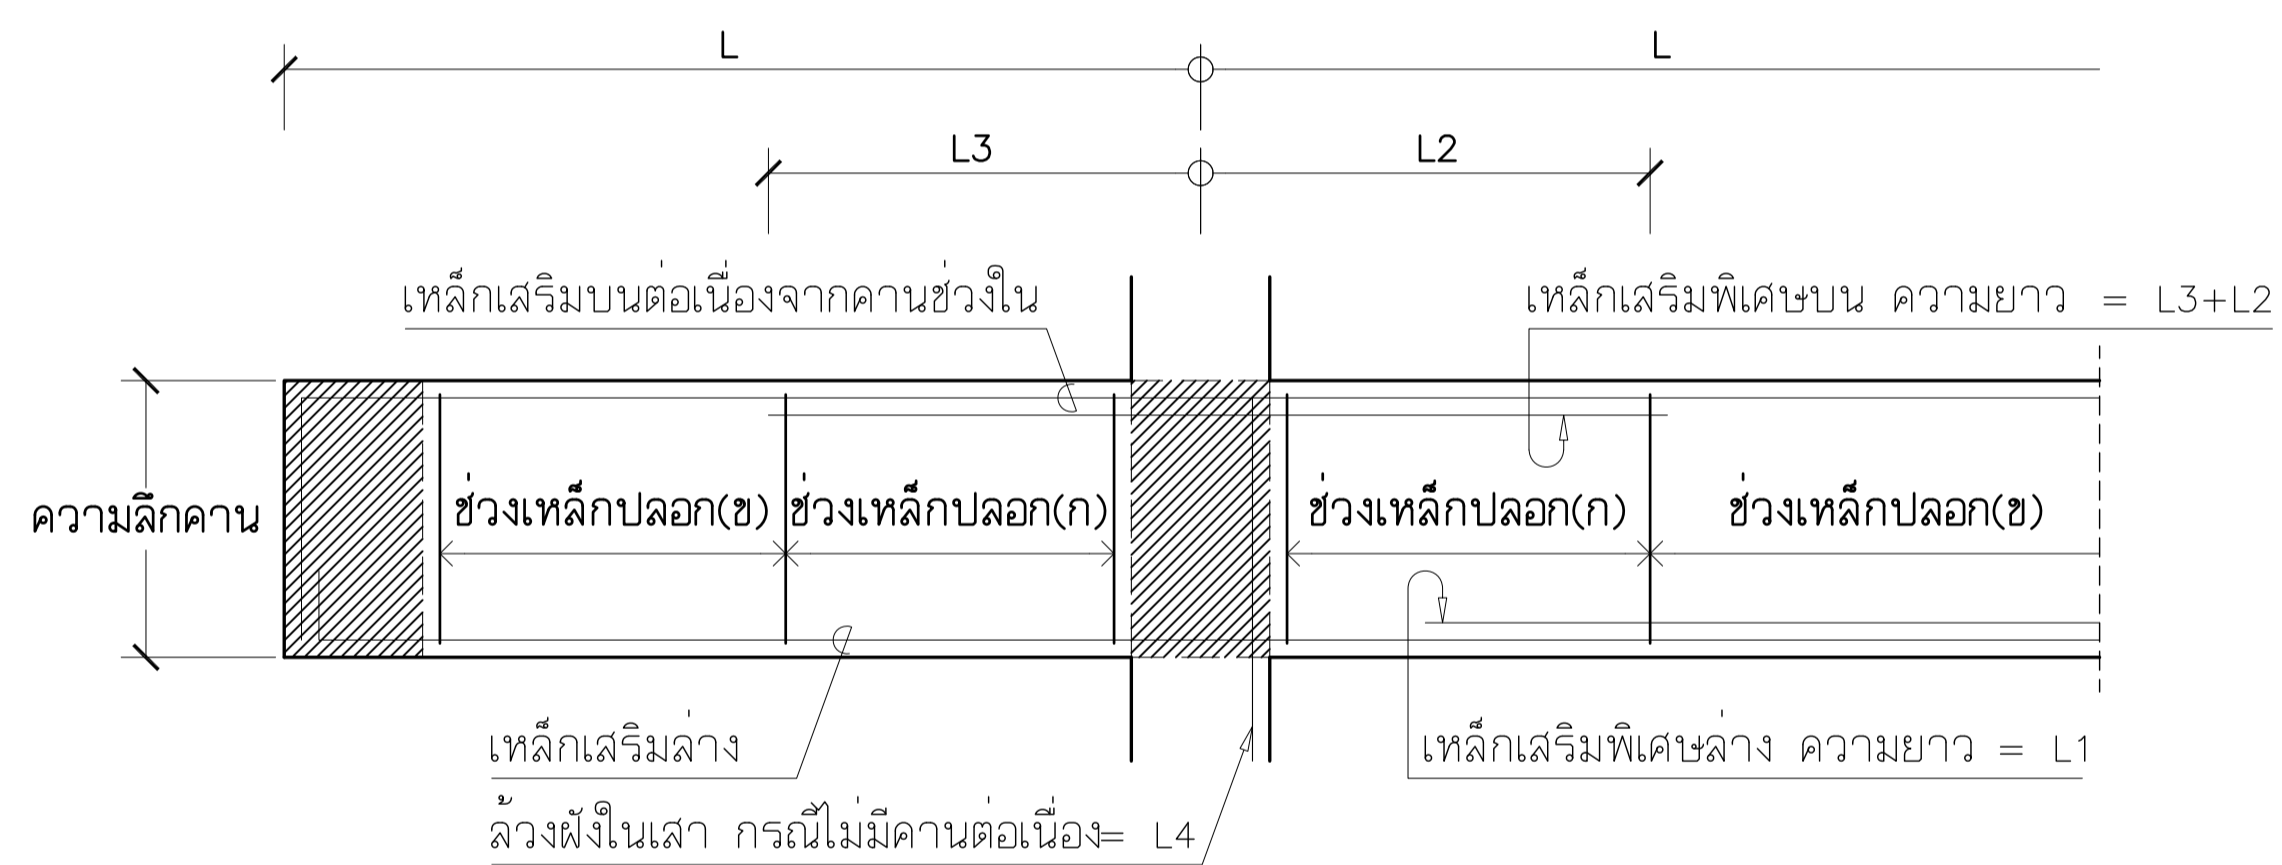 L L
L3 L2
เหล็กเสริมบนต่อเนื่องจากคานช่วงใน เหล็กเสริมพิเศษบน ความยาว = L3+L2
ความลึกคาน ช่วงเหล็กปลอก(ข) ช่วงเหล็กปลอก(ก) ช่วงเหล็กปลอก(ก) ช่วงเหล็กปลอก(ข)
เหล็กเสริมล่าง เหล็กเสริมพิเศษล่าง ความยาว = L1
ล้วงฝังในเสา กรณีไม่มีคานต่อเนื่อง= L4